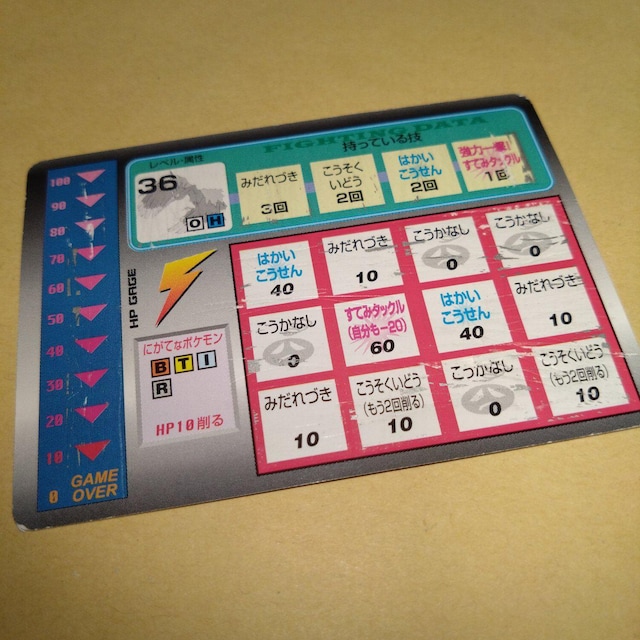 FIGHTING DATA
レベル・属性
持っている技
36
O H
みだれづき
3回
こうそく
いどう
2回
はかい
こうせん
2回
強力一撃!
すてみタックル
1回
100
90
80
70
60
50
40
30
20
10
0
GAME
OVER
HP GAGE
にがてなポケモン
B T I
R
HP10削る
はかい
こうせん
40
みだれづき
10
こうかなし
0
こうかなし
0
こうかなし
0
すてみタックル
(自分も−20)
60
はかい
こうせん
40
みだれづき
10
みだれづき
10
こうそくいどう
(もう2回削る)
10
こうかなし
0
こうそくいどう
(もう2回削る)
10